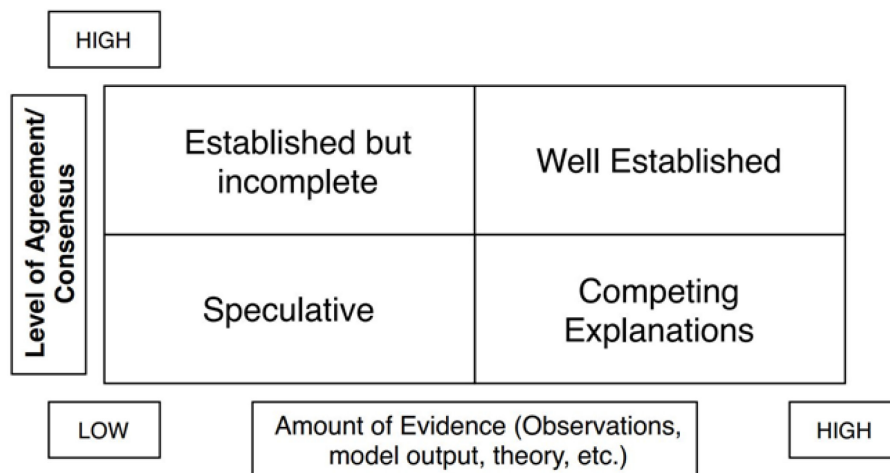 HIGH
Level of Agreement/
Consensus
Established but
incomplete
Well Established
Speculative
Competing
Explanations
LOW
Amount of Evidence (Observations,
model output, theory, etc.)
HIGH